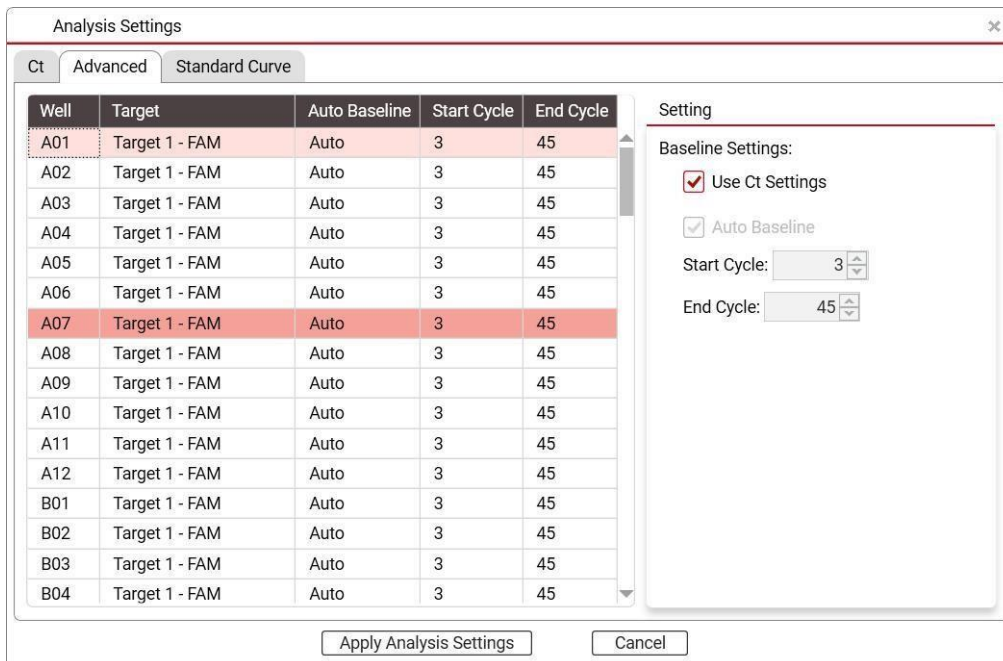 Analysis Settings
Ct Advanced Standard Curve
Well Target Auto Baseline Start Cycle End Cycle
A01 Target 1 - FAM Auto 3 45
A02 Target 1 - FAM Auto 3 45
A03 Target 1 - FAM Auto 3 45
A04 Target 1 - FAM Auto 3 45
A05 Target 1 - FAM Auto 3 45
A06 Target 1 - FAM Auto 3 45
A07 Target 1 - FAM Auto 3 45
A08 Target 1 - FAM Auto 3 45
A09 Target 1 - FAM Auto 3 45
A10 Target 1 - FAM Auto 3 45
A11 Target 1 - FAM Auto 3 45
A12 Target 1 - FAM Auto 3 45
B01 Target 1 - FAM Auto 3 45
B02 Target 1 - FAM Auto 3 45
B03 Target 1 - FAM Auto 3 45
B04 Target 1 - FAM Auto 3 45
Setting
Baseline Settings:
Use Ct Settings
Auto Baseline
Start Cycle: 3
End Cycle: 45
Apply Analysis Settings Cancel